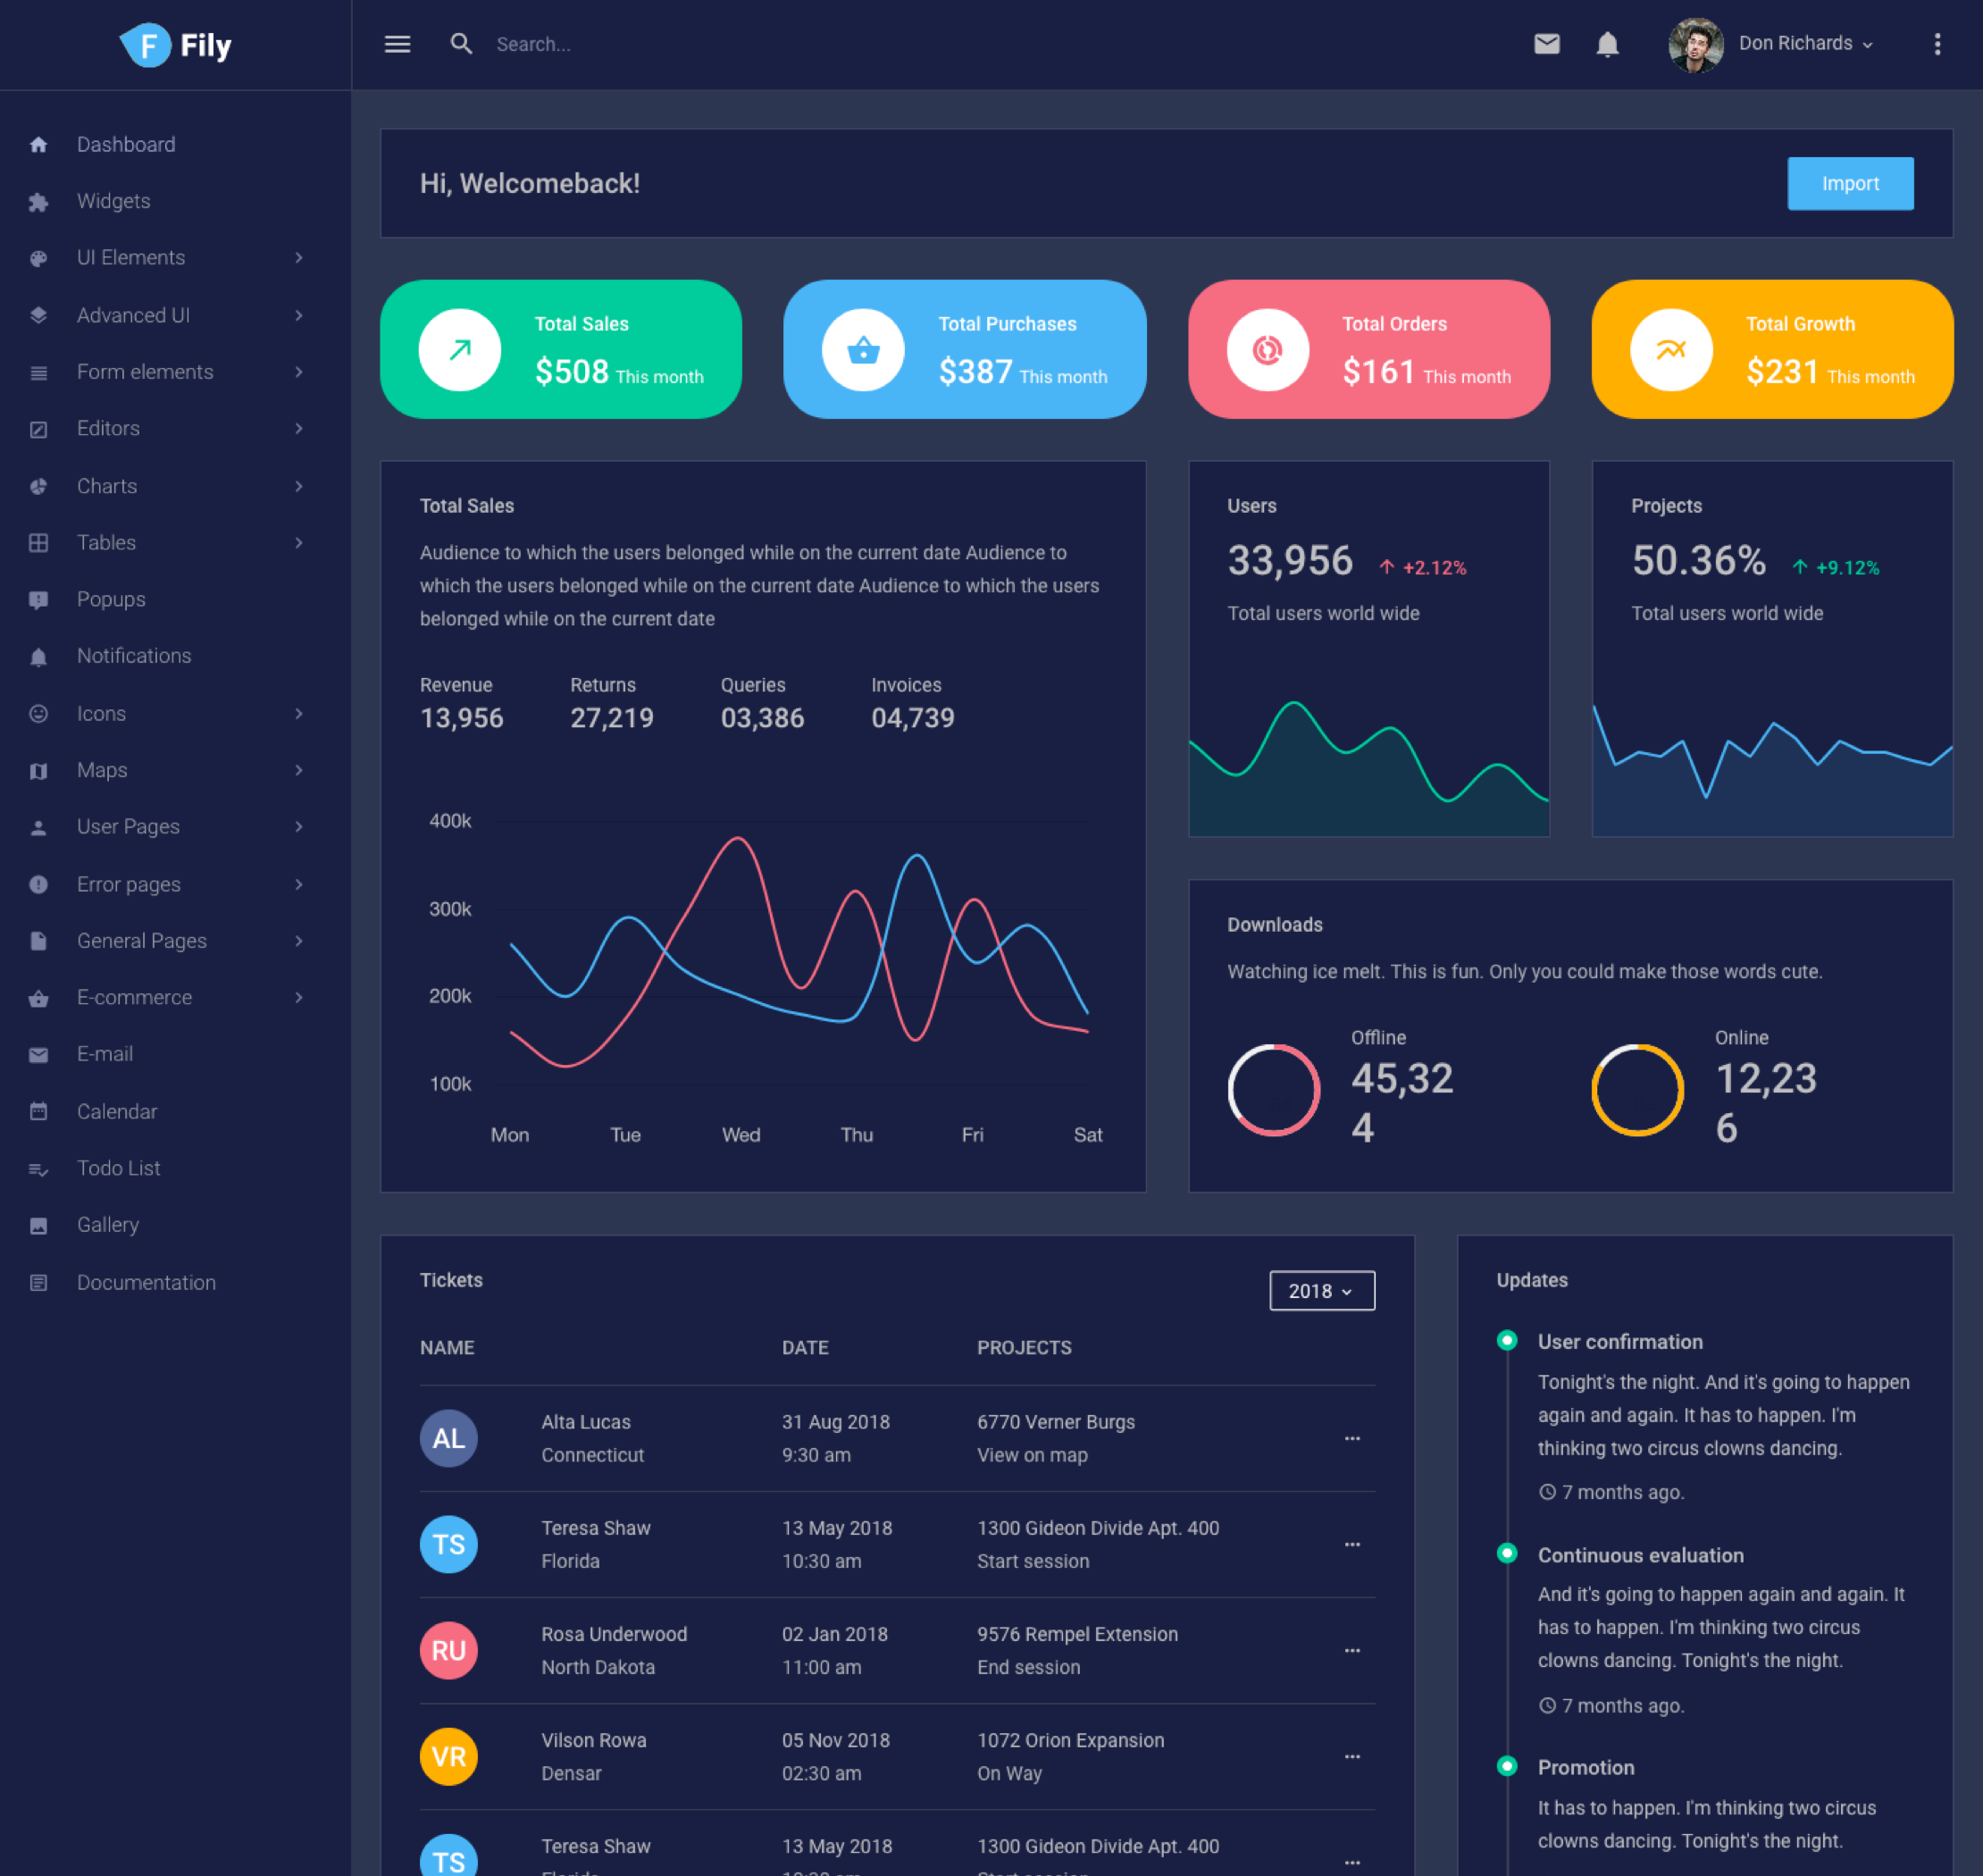 F Fily
Search...
Don Richards
Dashboard
Widgets
UI Elements
Advanced UI
Form elements
Editors
Charts
Tables
Popups
Notifications
Icons
Maps
User Pages
Error pages
General Pages
E-commerce
E-mail
Calendar
Todo List
Gallery
Documentation
Hi, Welcomeback!
Import
Total Sales
$508 This month
Total Purchases
$387 This month
Total Orders
$161 This month
Total Growth
$231 This month
Total Sales
Audience to which the users belonged while on the current date Audience to
which the users belonged while on the current date Audience to which the users
belonged while on the current date
Revenue
13,956
Returns
27,219
Queries
03,386
Invoices
04,739
400k
300k
200k
100k
Mon Tue Wed Thu Fri Sat
Users
33,956 +2.12%
Total users world wide
Projects
50.36% +9.12%
Total users world wide
Downloads
Watching ice melt. This is fun. Only you could make those words cute.
Offline
45,32
4
Online
12,23
6
Tickets
2018
NAME DATE PROJECTS
AL
Alta Lucas 31 Aug 2018 6770 Verner Burgs
Connecticut 9:30 am View on map
TS
Teresa Shaw 13 May 2018 1300 Gideon Divide Apt. 400
Florida 10:30 am Start session
RU
Rosa Underwood 02 Jan 2018 9576 Rempel Extension
North Dakota 11:00 am End session
VR
Vilson Rowa 05 Nov 2018 1072 Orion Expansion
Densar 02:30 am On Way
TS
Teresa Shaw 13 May 2018 1300 Gideon Divide Apt. 400
Updates
User confirmation
Tonight's the night. And it's going to happen
again and again. It has to happen. I'm
thinking two circus clowns dancing.
7 months ago.
Continuous evaluation
And it's going to happen again and again. It
has to happen. I'm thinking two circus
clowns dancing. Tonight's the night.
7 months ago.
Promotion
It has to happen. I'm thinking two circus
clowns dancing. Tonight's the night.